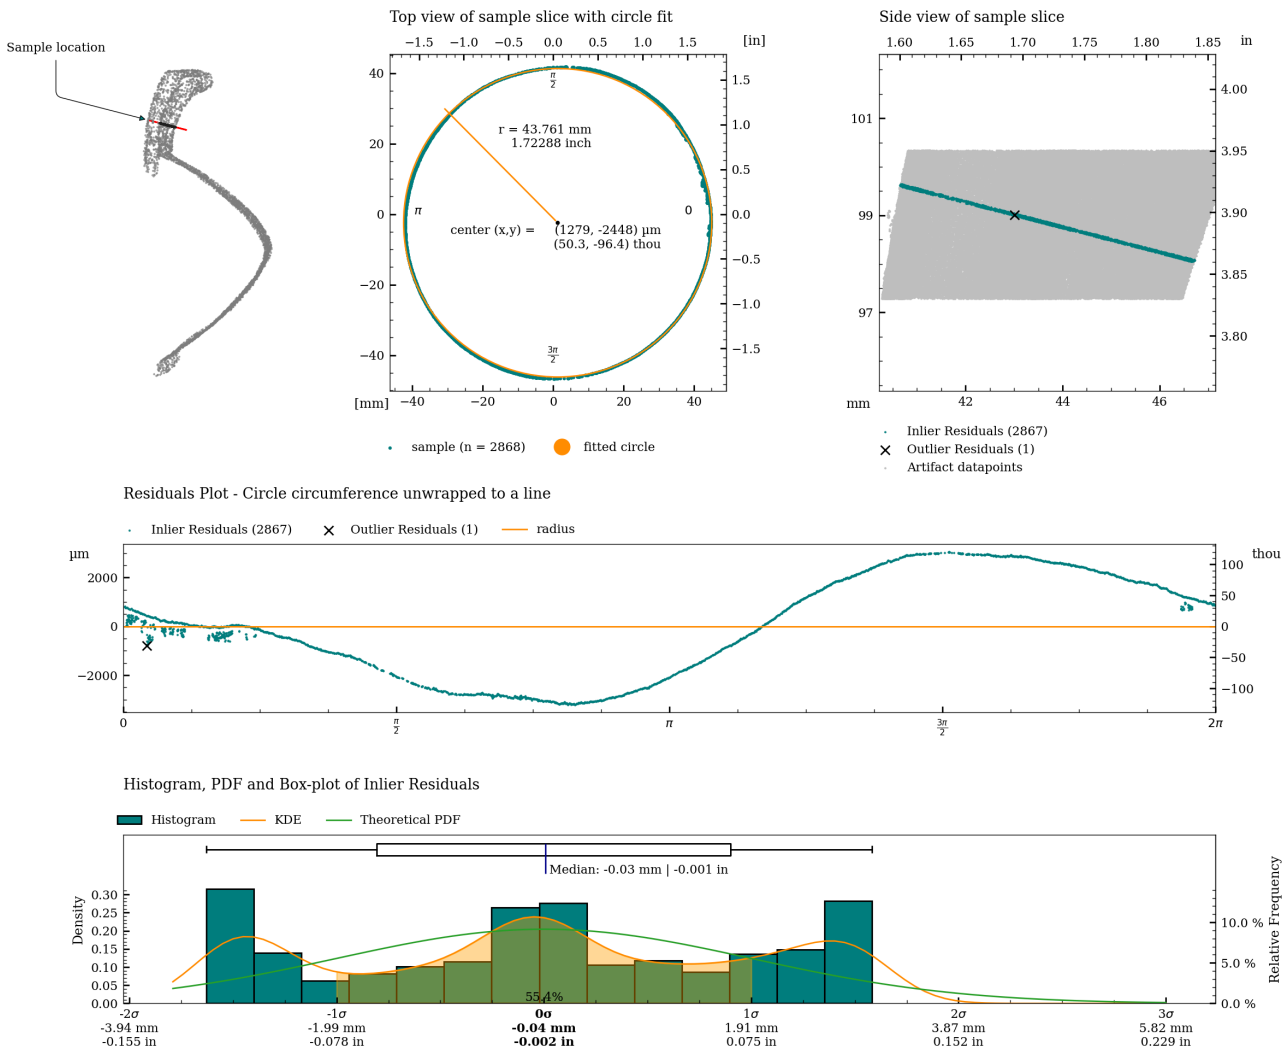 Sample location
Top view of sample slice with circle fit
−1.5 −1.0 −0.5 0.0 0.5 1.0 1.5 [in]
40 20 0 −20 −40
1.5 1.0 0.5 0.0 −0.5 −1.0 −1.5
π/2
r = 43.761 mm
1.72288 inch
π 0
center (x,y) = (1279, -2448) µm
(50.3, -96.4) thou
3π/2
[mm] −40 −20 0 20 40
sample (n = 2868) fitted circle
Side view of sample slice
1.60 1.65 1.70 1.75 1.80 1.85 in
101 99 97
4.00 3.95 3.90 3.85 3.80
mm 42 44 46
Inlier Residuals (2867)
Outlier Residuals (1)
Artifact datapoints
Residuals Plot - Circle circumference unwrapped to a line
Inlier Residuals (2867) Outlier Residuals (1) radius
µm thou
2000 0 −2000
100 50 0 −50 −100
0 π/2 π 3π/2 2π
Histogram, PDF and Box-plot of Inlier Residuals
Histogram KDE Theoretical PDF
Median: -0.03 mm | -0.001 in
Density
0.30 0.25 0.20 0.15 0.10 0.05 0.00
10.0 % 5.0 % 0.0 %
Relative Frequency
55.4%
-2σ -1σ 0σ 1σ 2σ 3σ
-3.94 mm -1.99 mm -0.04 mm 1.91 mm 3.87 mm 5.82 mm
-0.155 in -0.078 in -0.002 in 0.075 in 0.152 in 0.229 in